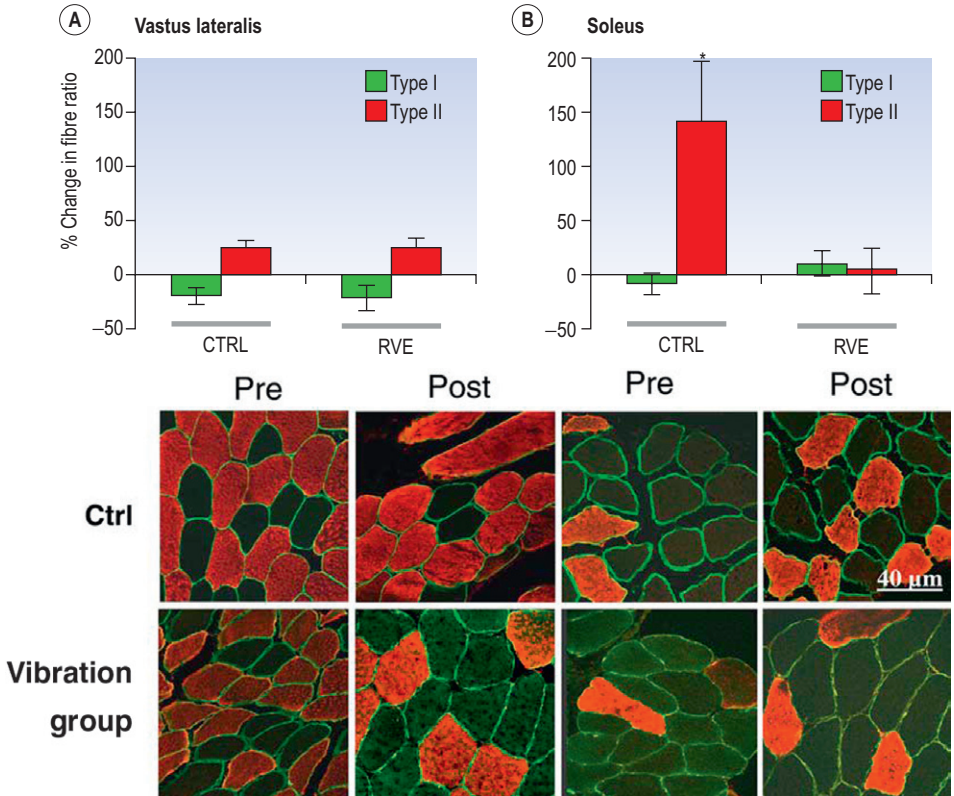 A Vastus lateralis
200
150
100
50
0
–50
% Change in fibre ratio
Type I
Type II
CTRL RVE
B Soleus
200
150
100
50
0
–50
*
Type I
Type II
CTRL RVE
Pre Post Pre Post
Ctrl
40 µm
Vibration
group